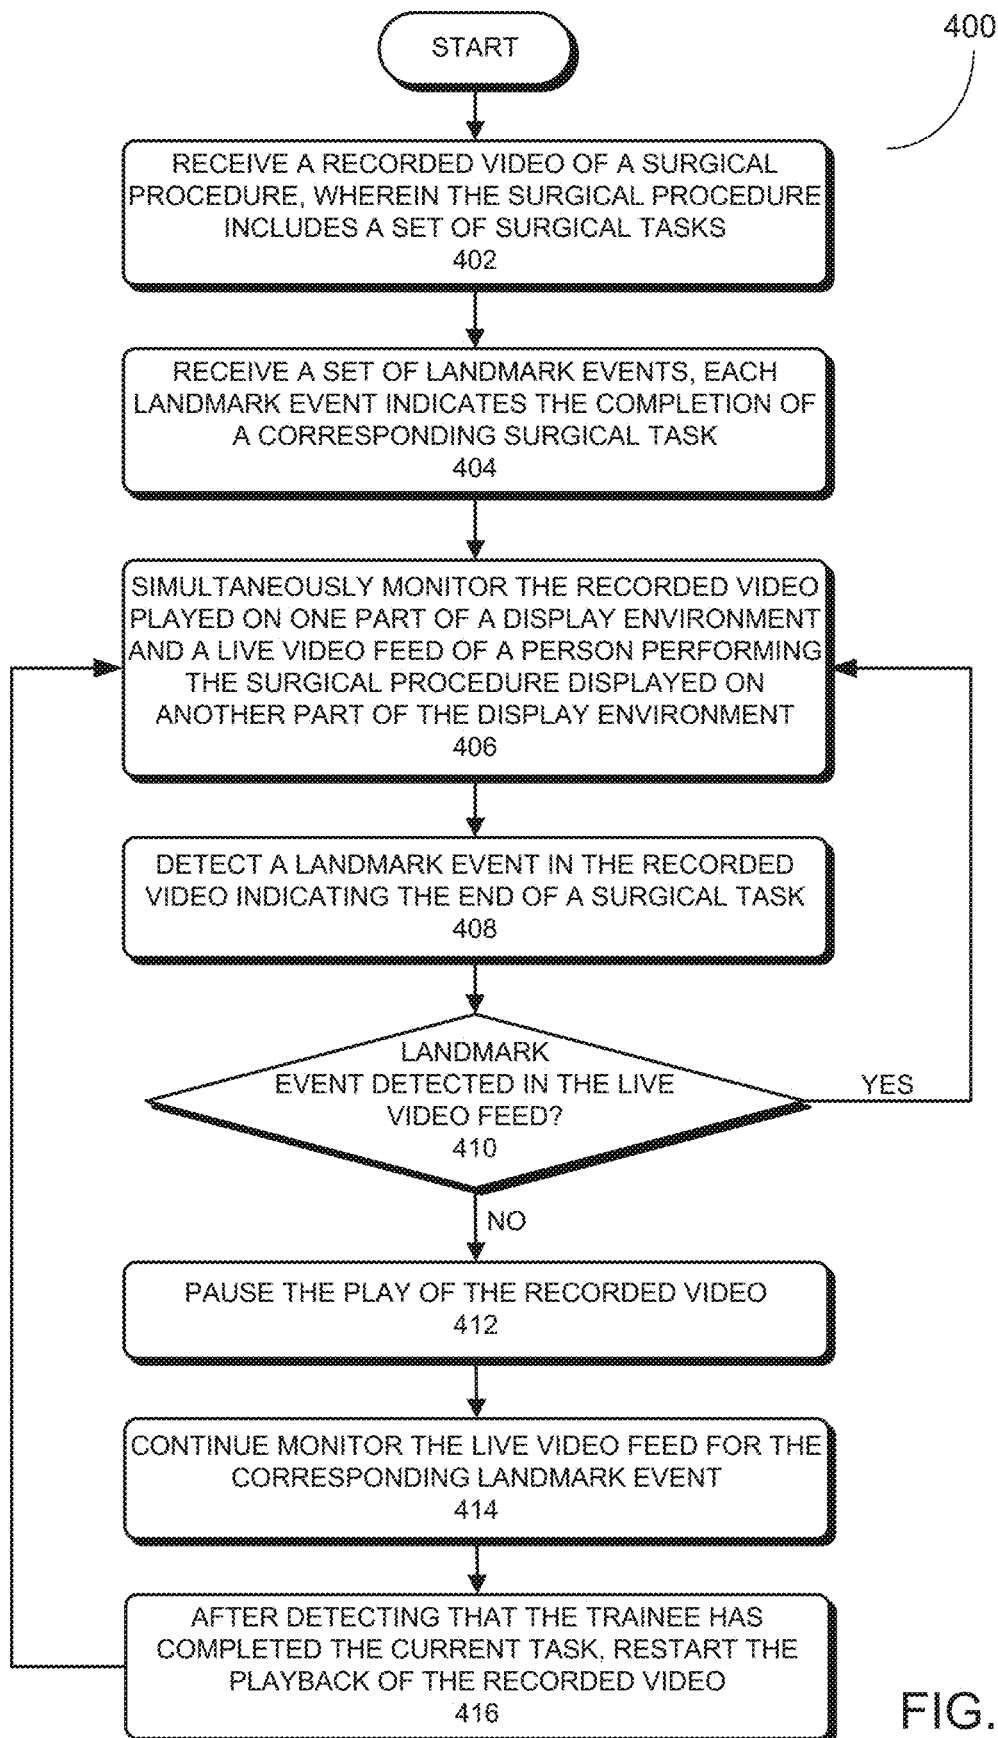 400
START
RECEIVE A RECORDED VIDEO OF A SURGICAL
PROCEDURE, WHEREIN THE SURGICAL PROCEDURE
INCLUDES A SET OF SURGICAL TASKS
402
RECEIVE A SET OF LANDMARK EVENTS, EACH
LANDMARK EVENT INDICATES THE COMPLETION OF
A CORRESPONDING SURGICAL TASK
404
SIMULTANEOUSLY MONITOR THE RECORDED VIDEO
PLAYED ON ONE PART OF A DISPLAY ENVIRONMENT
AND A LIVE VIDEO FEED OF A PERSON PERFORMING
THE SURGICAL PROCEDURE DISPLAYED ON
ANOTHER PART OF THE DISPLAY ENVIRONMENT
406
DETECT A LANDMARK EVENT IN THE RECORDED
VIDEO INDICATING THE END OF A SURGICAL TASK
408
LANDMARK
EVENT DETECTED IN THE LIVE
VIDEO FEED?
410
YES
NO
PAUSE THE PLAY OF THE RECORDED VIDEO
412
CONTINUE MONITOR THE LIVE VIDEO FEED FOR THE
CORRESPONDING LANDMARK EVENT
414
AFTER DETECTING THAT THE TRAINEE HAS
COMPLETED THE CURRENT TASK, RESTART THE
PLAYBACK OF THE RECORDED VIDEO
416
FIG.